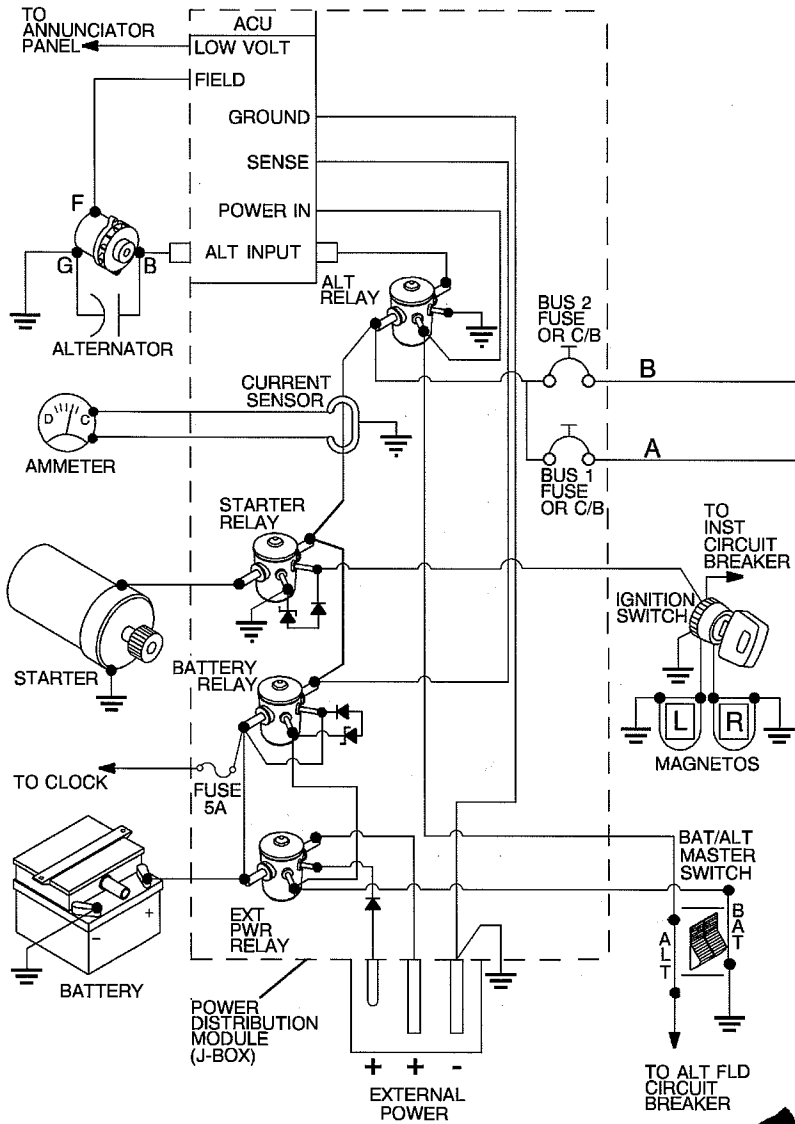 TO
ANNUNCIATOR
PANEL
ACU
LOW VOLT
FIELD
GROUND
SENSE
POWER IN
ALT INPUT
F
G
B
ALTERNATOR
ALT
RELAY
BUS 2
FUSE
OR C/B
B
CURRENT
SENSOR
D
C
AMMETER
A
BUS 1
FUSE
OR C/B
STARTER
RELAY
TO
INST
CIRCUIT
BREAKER
IGNITION
SWITCH
STARTER
BATTERY
RELAY
L
R
MAGNETOS
TO CLOCK
FUSE
5A
BAT/ALT
MASTER
SWITCH
ALT
BAT
EXT
PWR
RELAY
-
+
BATTERY
POWER
DISTRIBUTION
MODULE
(J-BOX)
+ + -
EXTERNAL
POWER
TO ALT FLD
CIRCUIT
BREAKER